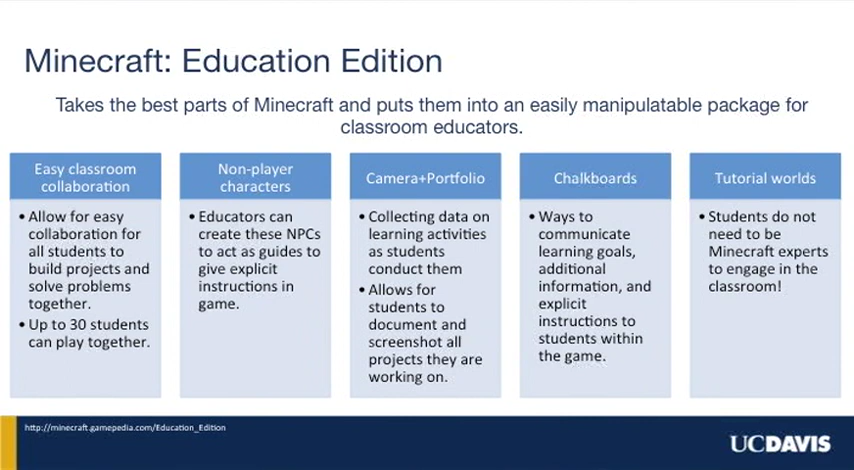 Minecraft: Education Edition
Takes the best parts of Minecraft and puts them into an easily manipulatable package for
classroom educators.
Easy classroom
collaboration
• Allow for easy
collaboration for
all students to
build projects and
solve problems
together.
• Up to 30 students
can play together.
Non-player
characters
• Educators can
create these NPCs
to act as guides to
give explicit
instructions in
game.
Camera+Portfolio
• Collecting data on
learning activities
as students
conduct them
• Allows for
students to
document and
screenshot all
projects they are
working on.
Chalkboards
• Ways to
communicate
learning goals,
additional
information, and
explicit
instructions to
students within
the game.
Tutorial worlds
• Students do not
need to be
Minecraft experts
to engage in the
classroom!
http://minecraft.gamepedia.com/Education_Edition
UCDAVIS